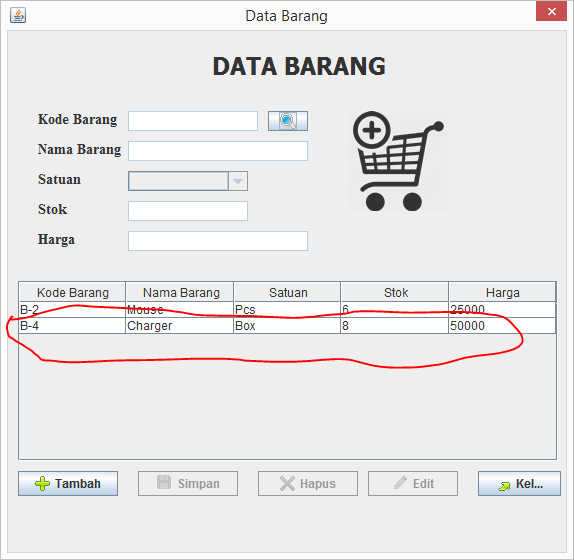 Data Barang
DATA BARANG
Kode Barang
Nama Barang
Satuan
Stok
Harga
Kode Barang Nama Barang Satuan Stok Harga
B-2 Mouse Pcs 6 25000
B-4 Charger Box 8 50000
Tambah Simpan Hapus Edit Kel...